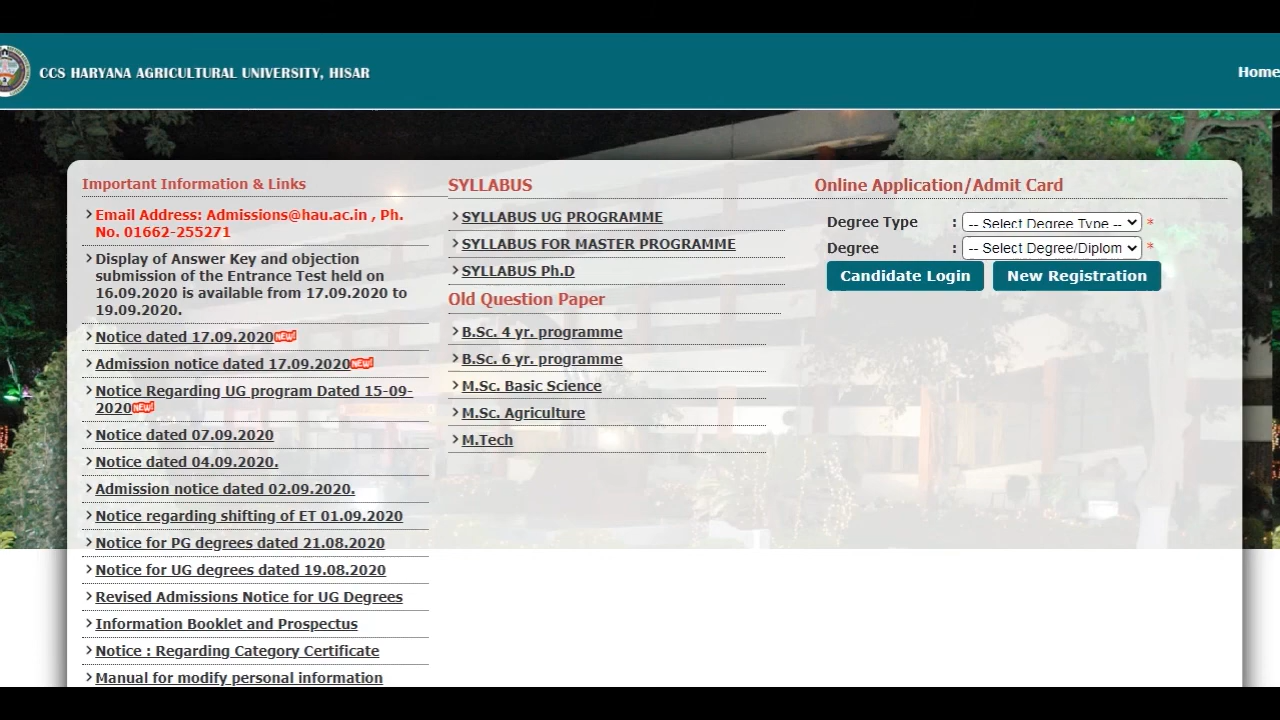 CCS HARYANA AGRICULTURAL UNIVERSITY, HISAR
Home
Important Information & Links
Email Address: Admissions@hau.ac.in , Ph.
No. 01662-255271
Display of Answer Key and objection
submission of the Entrance Test held on
16.09.2020 is available from 17.09.2020 to
19.09.2020.
Notice dated 17.09.2020 NEW!
Admission notice dated 17.09.2020 NEW!
Notice Regarding UG program Dated 15-09-
2020 NEW!
Notice dated 07.09.2020
Notice dated 04.09.2020.
Admission notice dated 02.09.2020.
Notice regarding shifting of ET 01.09.2020
Notice for PG degrees dated 21.08.2020
Notice for UG degrees dated 19.08.2020
Revised Admissions Notice for UG Degrees
Information Booklet and Prospectus
Notice : Regarding Category Certificate
Manual for modify personal information
SYLLABUS
SYLLABUS UG PROGRAMME
SYLLABUS FOR MASTER PROGRAMME
SYLLABUS Ph.D
Old Question Paper
B.Sc. 4 yr. programme
B.Sc. 6 yr. programme
M.Sc. Basic Science
M.Sc. Agriculture
M.Tech
Online Application/Admit Card
Degree Type : -- Select Degree Type -- *
Degree : -- Select Degree/Diplom *
Candidate Login New Registration